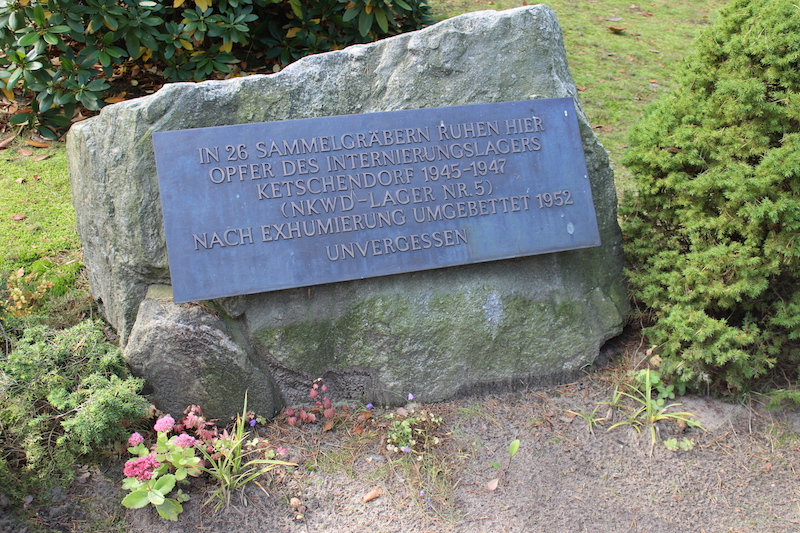 IN 26 SAMMELGRÄBERN RUHEN HIER
OPFER DES INTERNIERUNGSLAGERS
KETSCHENDORF 1945-1947
(NKWD-LAGER NR.5)
NACH EXHUMIERUNG UMGEBETTET 1952
UNVERGESSEN